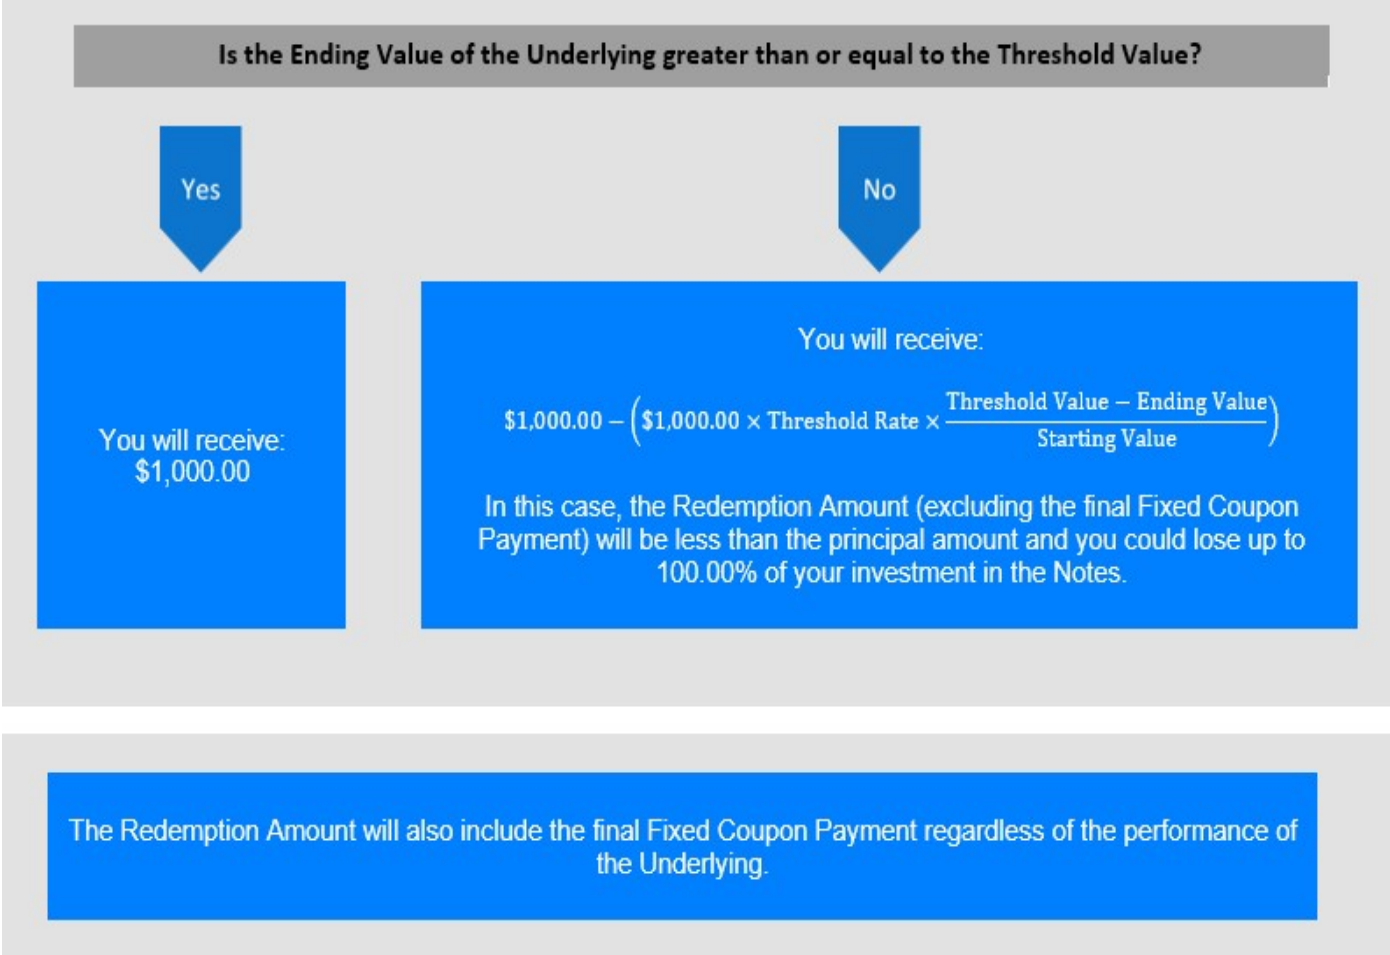 Is the Ending Value of the Underlying greater than or equal to the Threshold Value?
Yes
No
You will receive:
$1,000.00
You will receive:
$1,000.00 − ($1,000.00 × Threshold Rate × (Threshold Value − Ending Value / Starting Value))
In this case, the Redemption Amount (excluding the final Fixed Coupon
Payment) will be less than the principal amount and you could lose up to
100.00% of your investment in the Notes.
The Redemption Amount will also include the final Fixed Coupon Payment regardless of the performance of
the Underlying.